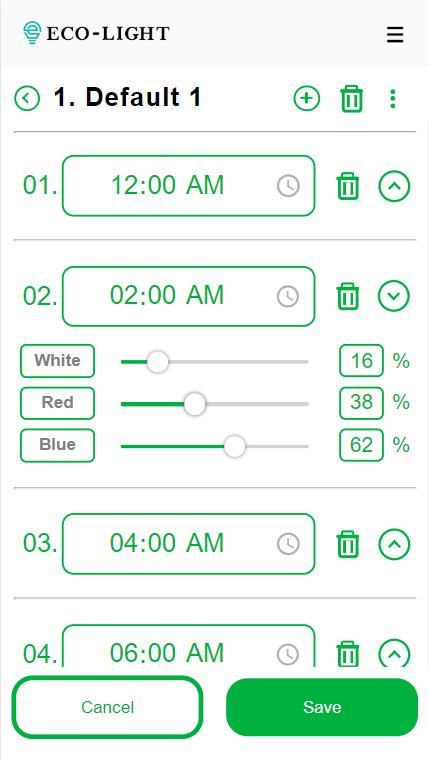 ECO-LIGHT
1. Default 1
01. 12:00 AM
02. 02:00 AM
White 16 %
Red 38 %
Blue 62 %
03. 04:00 AM
04. 06:00 AM
Cancel Save